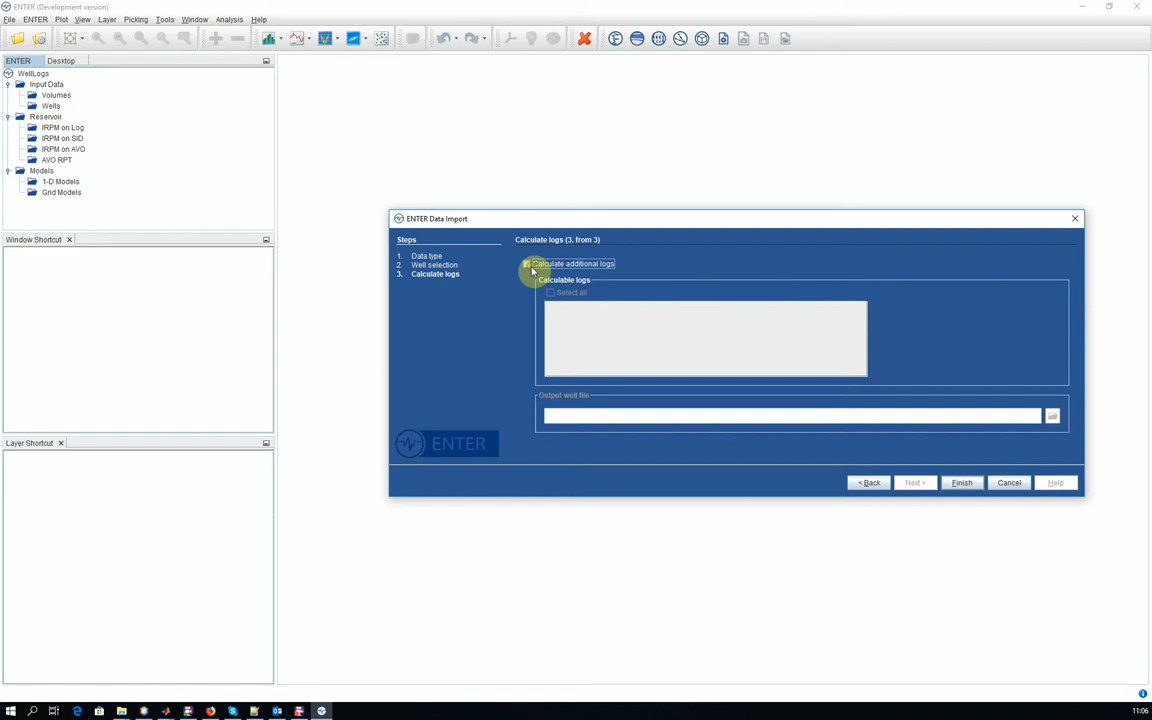 ENTER (Development version)
File ENTER Plot View Layer Picking Tools Window Analysis Help
ENTER Desktop
WellLogs
Input Data
Volumes
Wells
Reservoir
IRPM on Log
IRPM on SID
IRPM on AVO
AVO RPT
Models
1-D Models
Grid Models
Window Shortcut
Layer Shortcut
ENTER Data Import
Steps
1. Data type
2. Well selection
3. Calculate logs
Calculate logs (3. from 3)
Calculate additional logs
Calculable logs
Select all
Output well file
ENTER
< Back Next > Finish Cancel Help
11:06